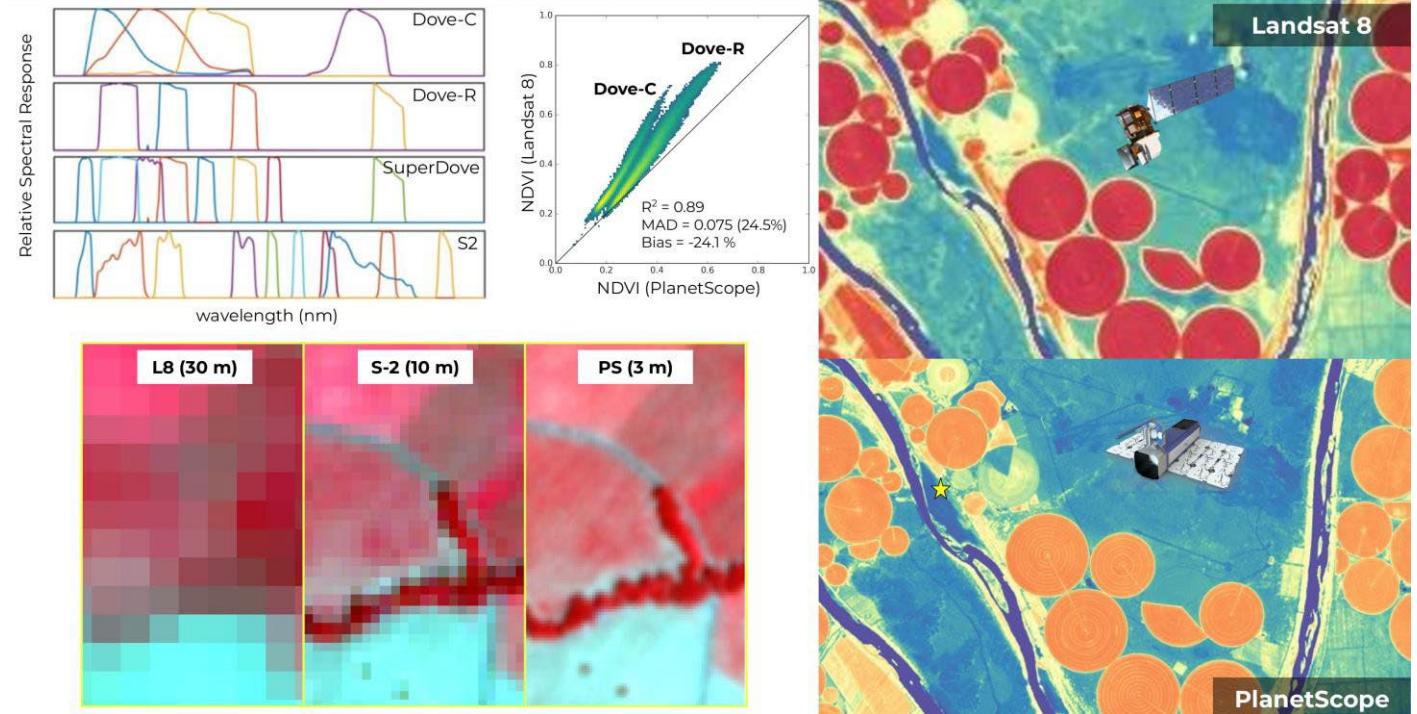 Relative Spectral Response
Dove-C
Dove-R
SuperDove
S2
wavelength (nm)
NDVI (Landsat 8)
1.0
0.8
0.6
0.4
0.2
0.0
Dove-R
Dove-C
R² = 0.89
MAD = 0.075 (24.5%)
Bias = -24.1 %
0.0 0.2 0.4 0.6 0.8 1.0
NDVI (PlanetScope)
L8 (30 m)
S-2 (10 m)
PS (3 m)
Landsat 8
PlanetScope